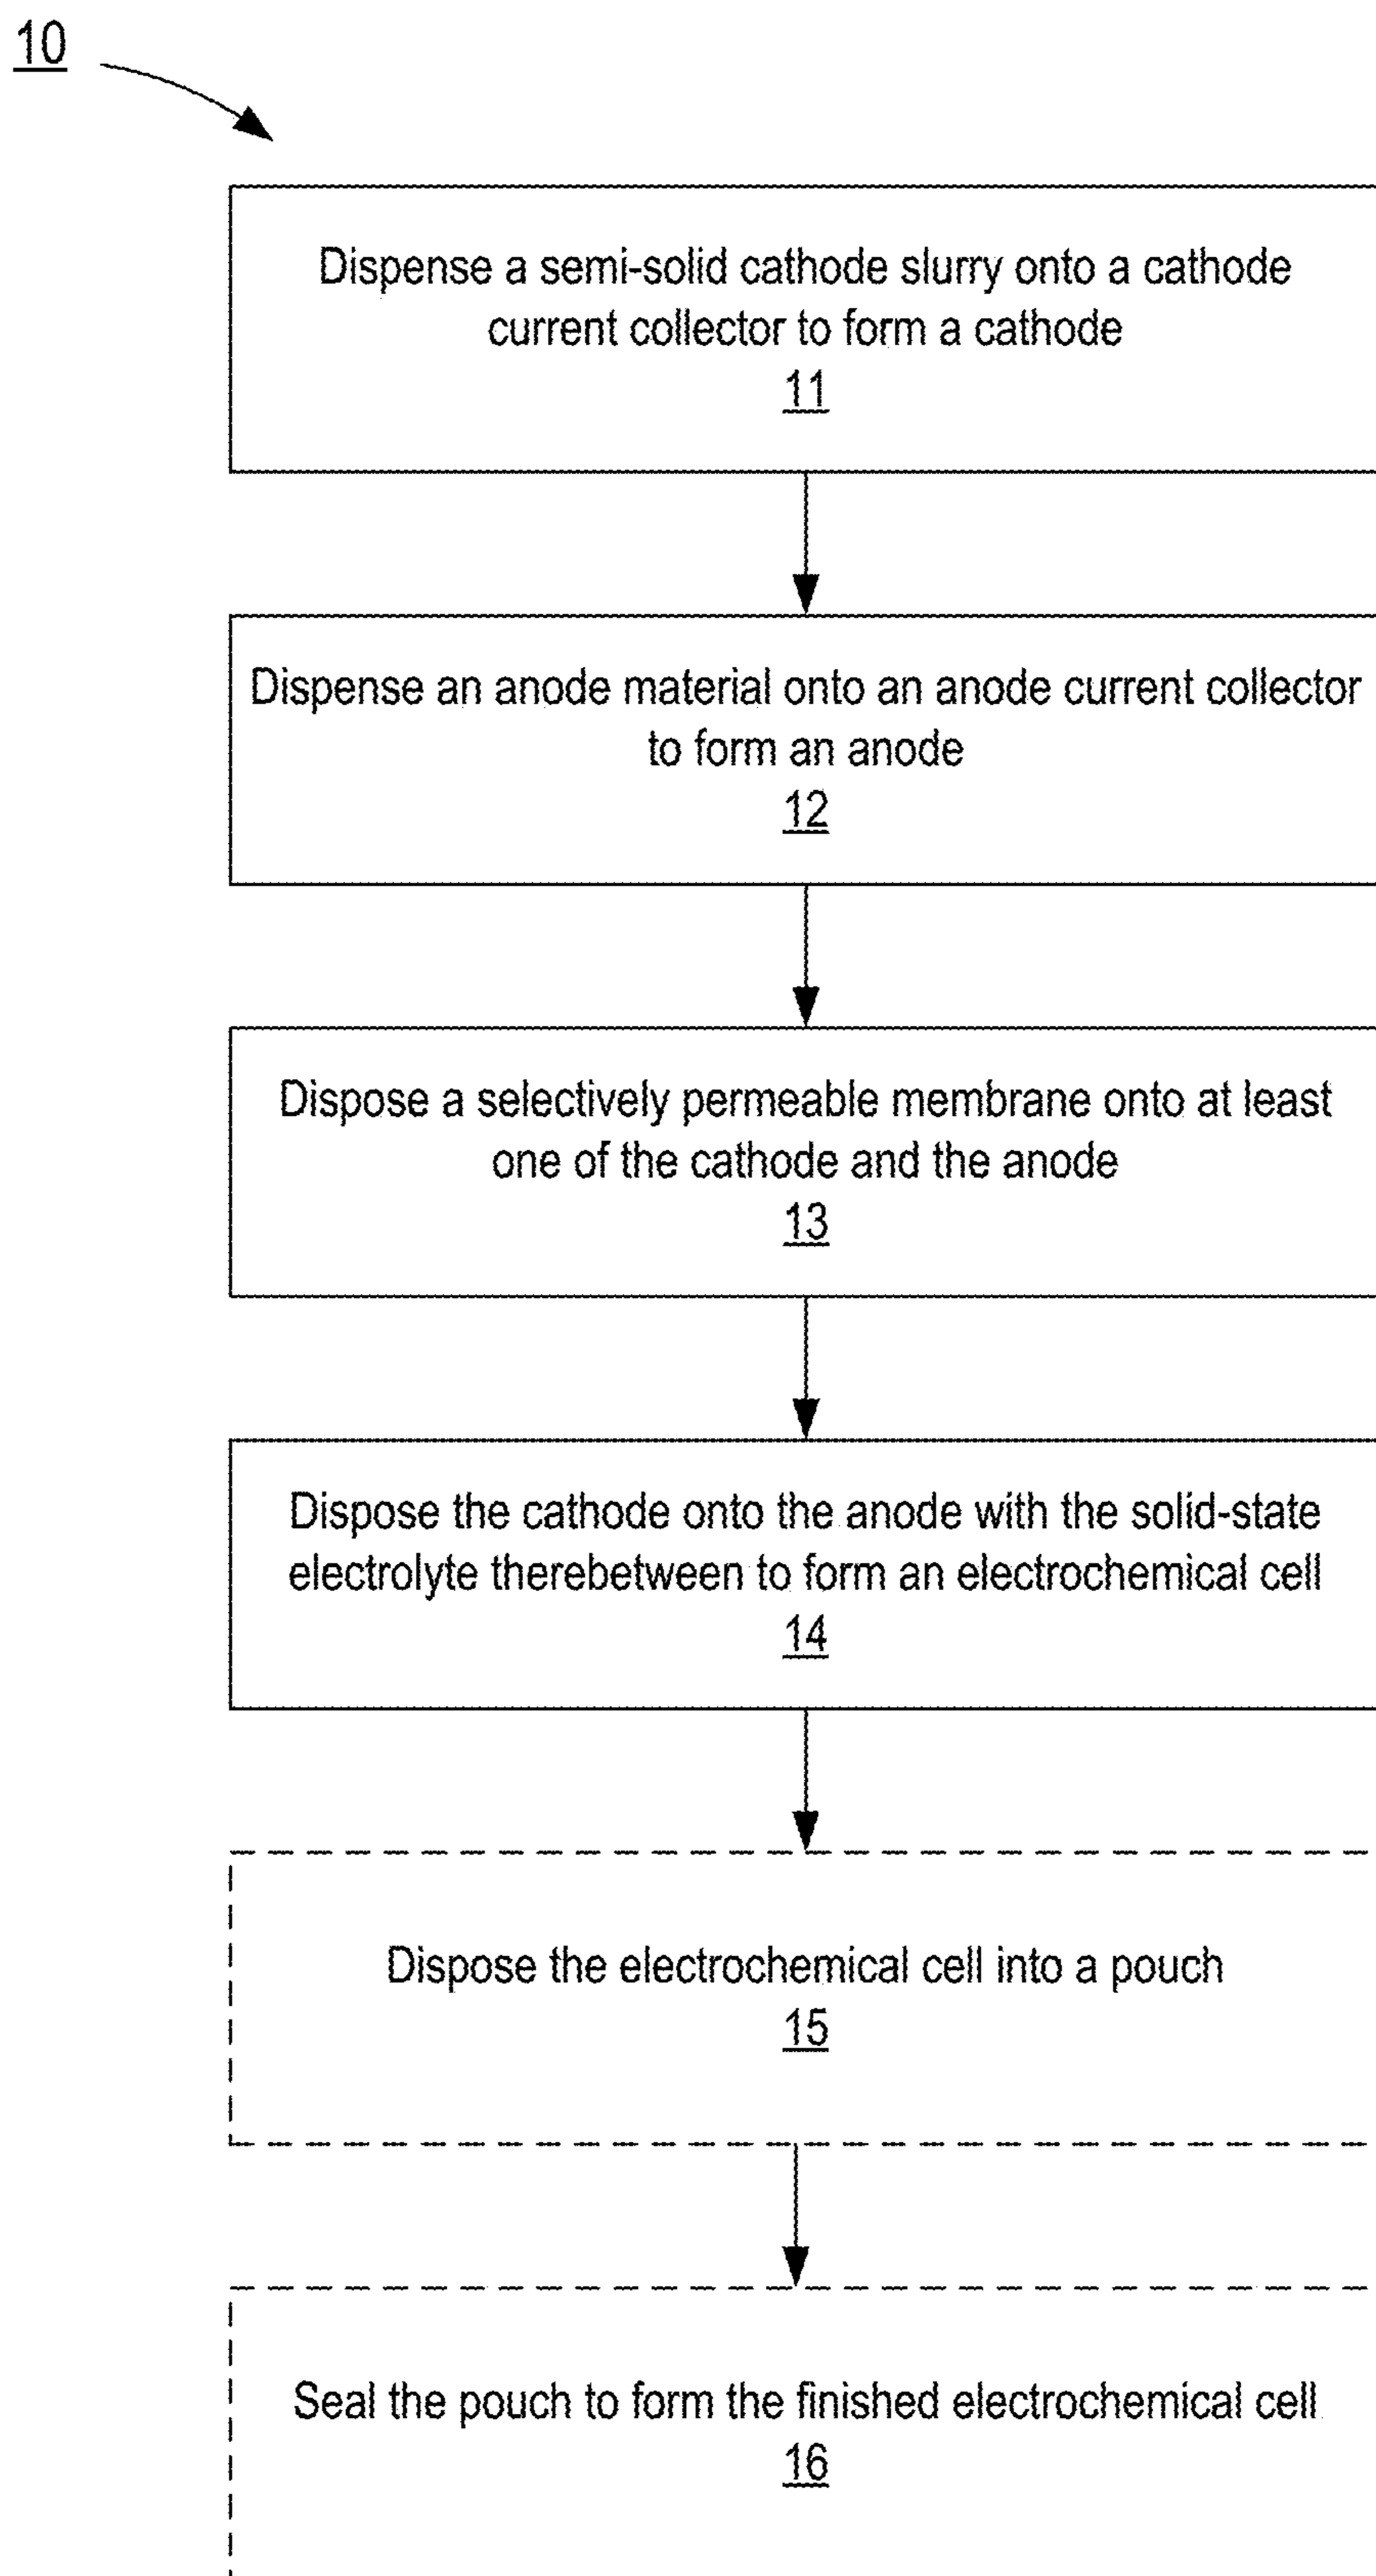 10
Dispense a semi-solid cathode slurry onto a cathode
current collector to form a cathode
11
Dispense an anode material onto an anode current collector
to form an anode
12
Dispose a selectively permeable membrane onto at least
one of the cathode and the anode
13
Dispose the cathode onto the anode with the solid-state
electrolyte therebetween to form an electrochemical cell
14
Dispose the electrochemical cell into a pouch
15
Seal the pouch to form the finished electrochemical cell
16